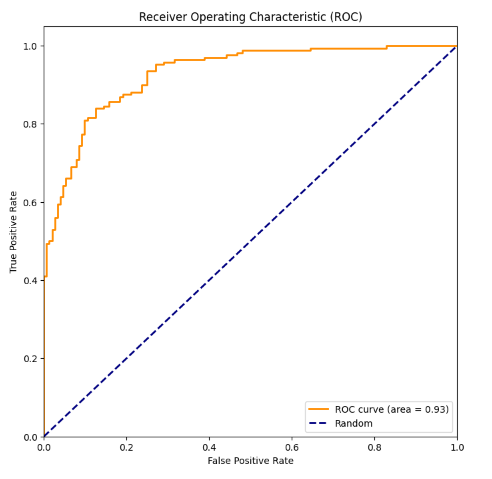 Receiver Operating Characteristic (ROC)
True Positive Rate
1.0
0.8
0.6
0.4
0.2
0.0
0.0 0.2 0.4 0.6 0.8 1.0
False Positive Rate
ROC curve (area = 0.93)
Random